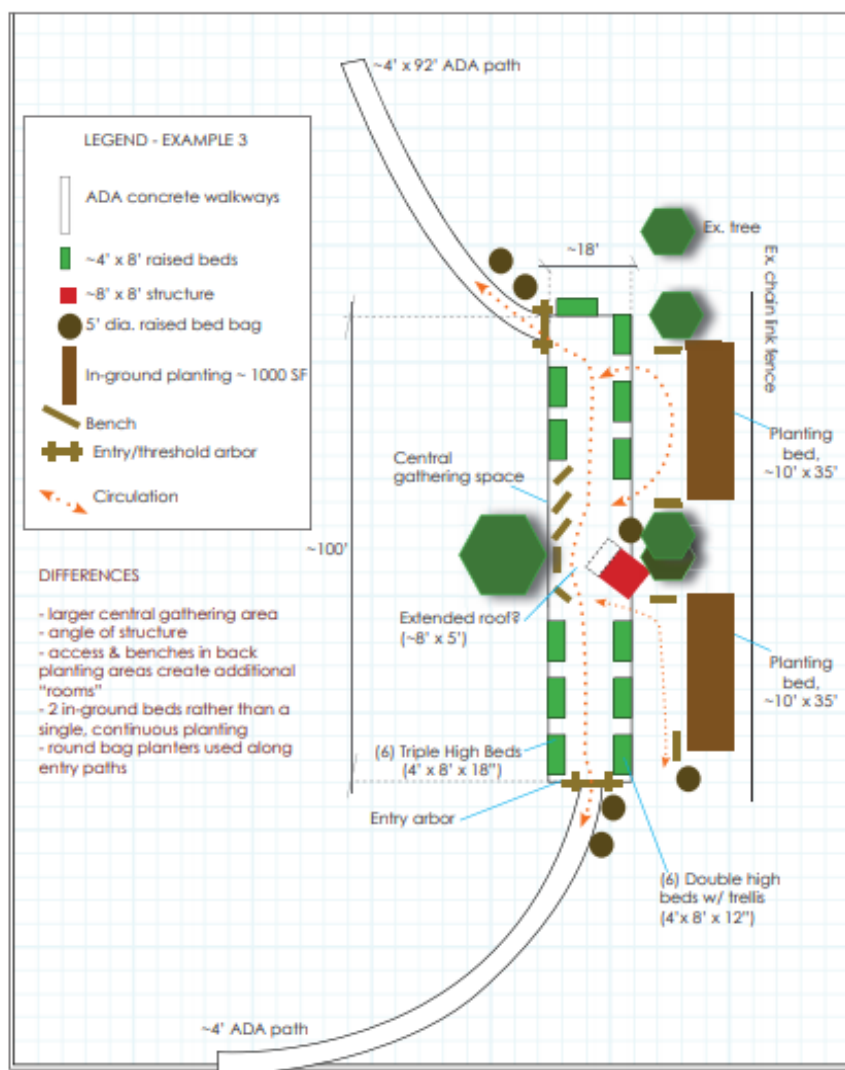 ~4' x 92' ADA path
LEGEND - EXAMPLE 3
ADA concrete walkways
~4' x 8' raised beds
~8' x 8' structure
5' dia. raised bed bag
In-ground planting ~ 1000 SF
Bench
Entry/threshold arbor
Circulation
Ex. tree
~18'
Ex. chain link fence
Planting
bed,
~10' x 35'
Central
gathering space
~100'
DIFFERENCES
- larger central gathering area
- angle of structure
- access & benches in back
planting areas create additional
"rooms"
- 2 in-ground beds rather than a
single, continuous planting
- round bag planters used along
entry paths
Extended roof?
(~8' x 5')
Planting
bed,
~10' x 35'
(6) Triple High Beds
(4' x 8' x 18")
Entry arbor
(6) Double high
beds w/ trellis
(4'x 8' x 12")
~4' ADA path